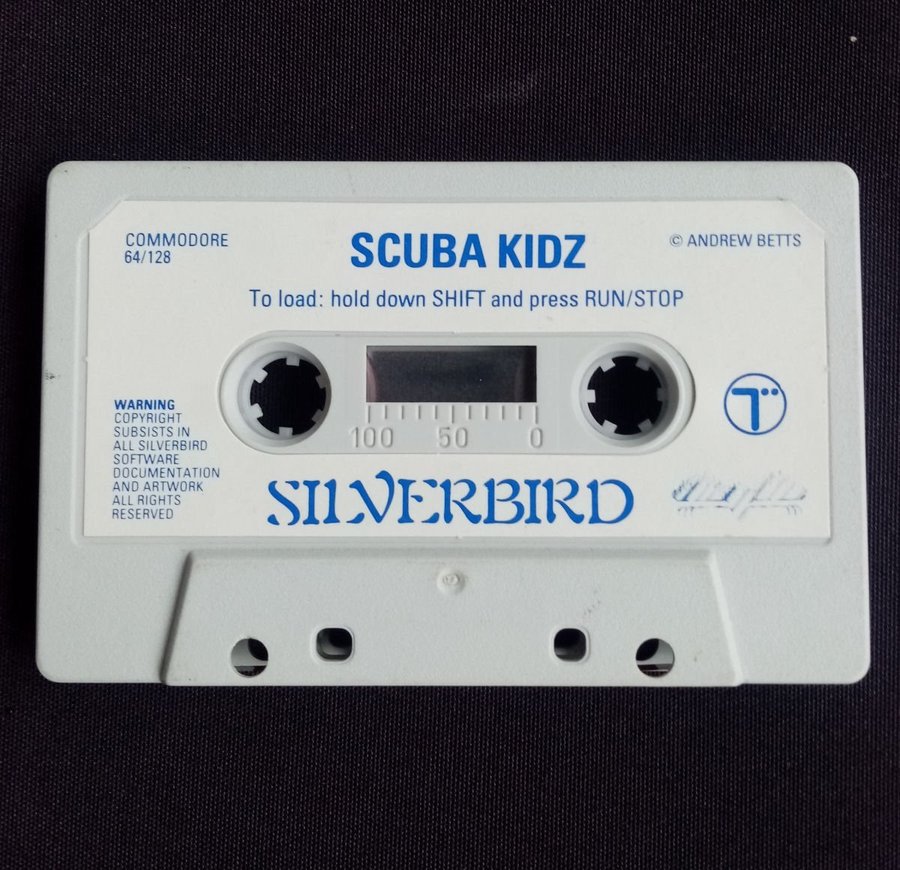 COMMODORE
64/128
SCUBA KIDZ
© ANDREW BETTS
To load: hold down SHIFT and press RUN/STOP
100 50 0
WARNING
COPYRIGHT
SUBSISTS IN
ALL SILVERBIRD
SOFTWARE
DOCUMENTATION
AND ARTWORK
ALL RIGHTS
RESERVED
SILVERBIRD